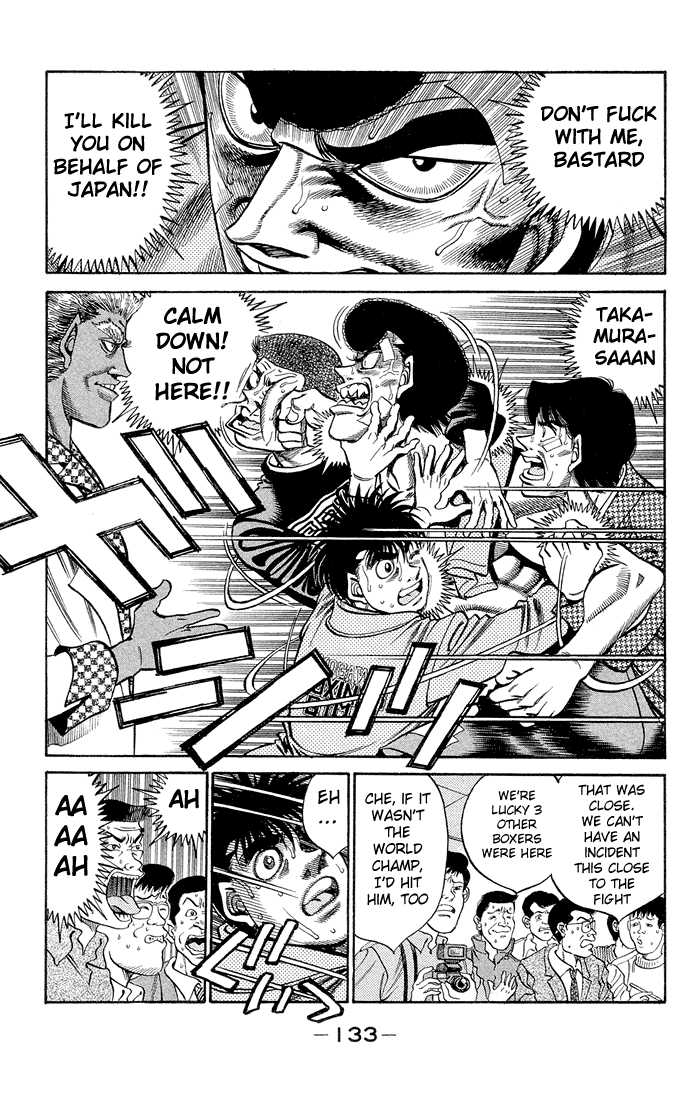 DON'T FUCK
WITH ME,
BASTARD
I'LL KILL
YOU ON
BEHALF OF
JAPAN!!
TAKA-
MURA-
SAAAN
CALM
DOWN!
NOT
HERE!!
THAT WAS
CLOSE.
WE CAN'T
HAVE AN
INCIDENT
THIS CLOSE
TO THE
FIGHT
WE'RE
LUCKY 3
OTHER
BOXERS
WERE HERE
CHE, IF IT
WASN'T
THE
WORLD
CHAMP,
I'D HIT
HIM, TOO
EH
...
AH
AA
AA
AH
—133—